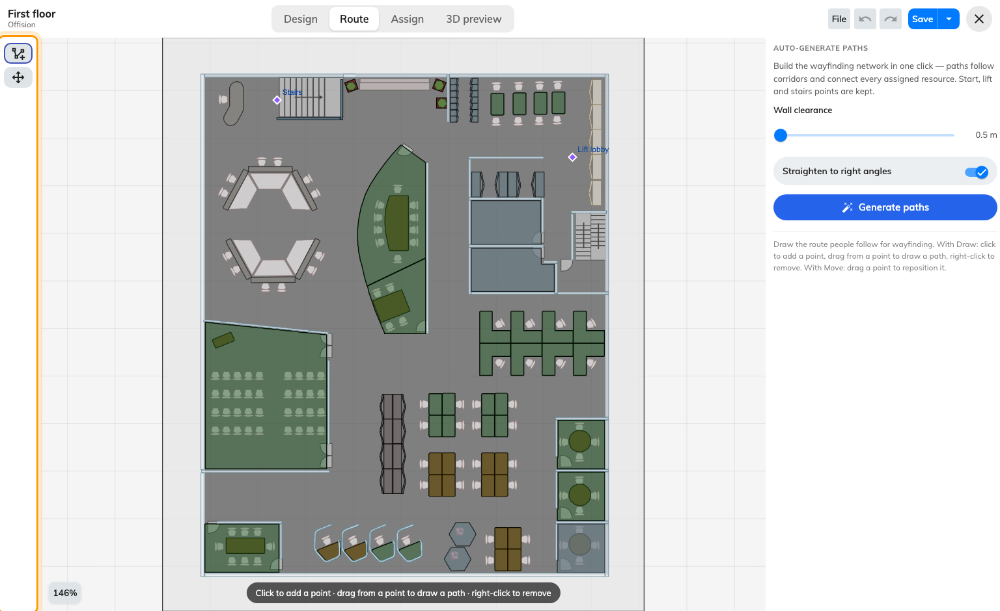 First floor
Offision
Design
Route
Assign
3D preview
File
Save
AUTO-GENERATE PATHS
Build the wayfinding network in one click — paths follow
corridors and connect every assigned resource. Start, lift
and stairs points are kept.
Wall clearance
0.5 m
Straighten to right angles
Generate paths
Draw the route people follow for wayfinding. With Draw: click
to add a point, drag from a point to draw a path, right-click to
remove. With Move: drag a point to reposition it.
Stairs
Lift lobby
146%
Click to add a point · drag from a point to draw a path · right-click to remove